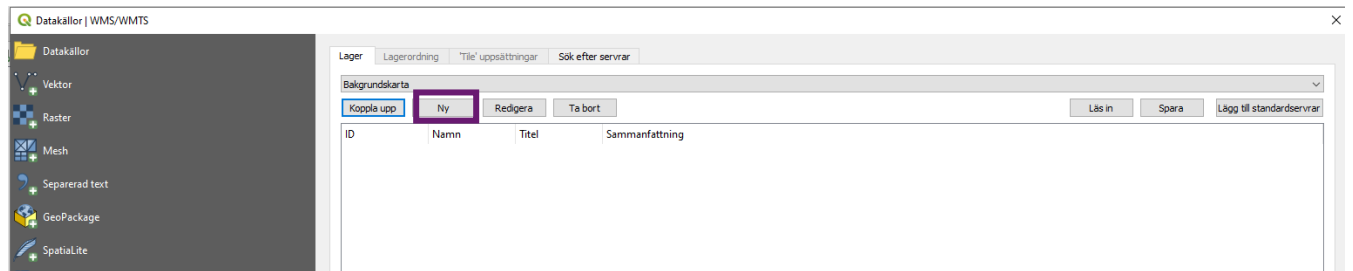 Datakällor | WMS/WMTS
Datakällor
Vektor
Raster
Mesh
Separerad text
GeoPackage
SpatiaLite
Lager Lagerordning 'Tile' uppsättningar Sök efter servrar
Bakgrundskarta
Koppla upp Ny Redigera Ta bort Läs in Spara Lägg till standardservrar
ID Namn Titel Sammanfattning